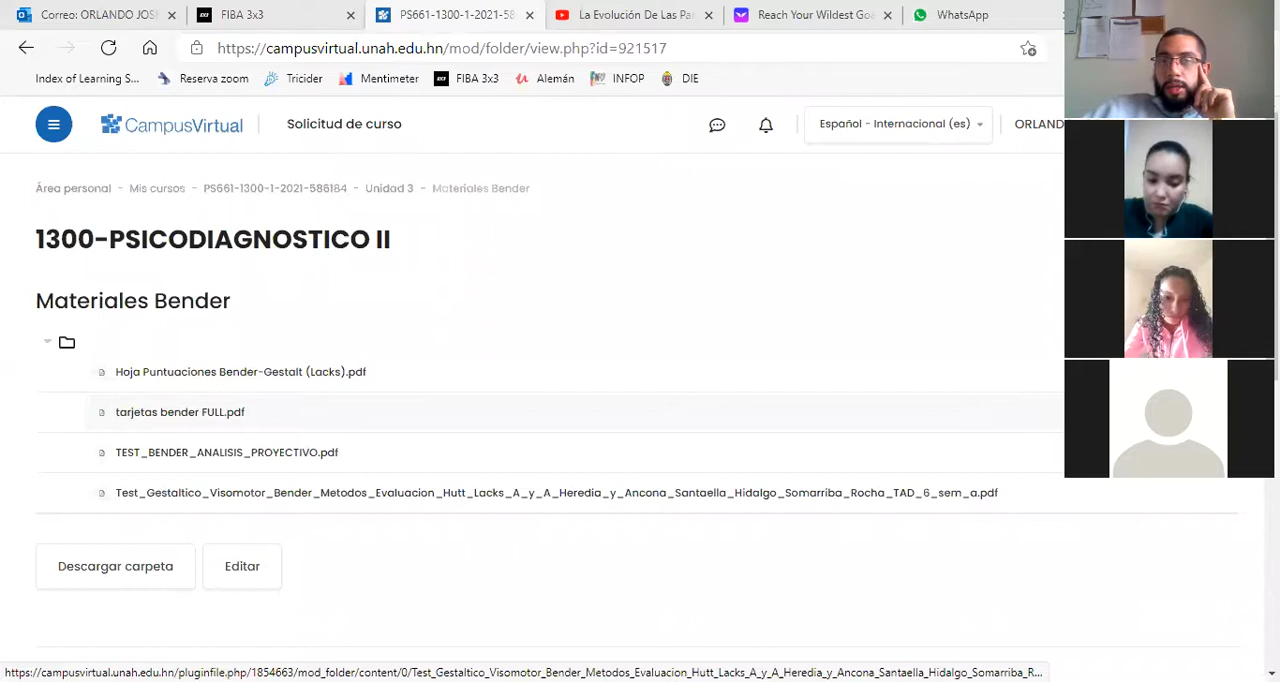 Correo: ORLANDO JOSI
FIBA 3x3
PS661-1300-1-2021-58
La Evolución De Las Pa
Reach Your Wildest Goa
WhatsApp
https://campusvirtual.unah.edu.hn/mod/folder/view.php?id=921517
Index of Learning S...
Reserva zoom
Tricider
Mentimeter
FIBA 3x3
Alemán
INFOP
DIE
CampusVirtual
Solicitud de curso
Español - Internacional (es)
ORLAND
Área personal - Mis cursos - PS661-1300-1-2021-586184 - Unidad 3 - Materiales Bender
1300-PSICODIAGNOSTICO II
Materiales Bender
Hoja Puntuaciones Bender-Gestalt (Lacks).pdf
tarjetas bender FULL.pdf
TEST_BENDER_ANALISIS_PROYECTIVO.pdf
Test_Gestaltico_Visomotor_Bender_Metodos_Evaluacion_Hutt_Lacks_A_y_A_Heredia_y_Ancona_Santaella_Hidalgo_Somarriba_Rocha_TAD_6_sem_a.pdf
Descargar carpeta
Editar
https://campusvirtual.unah.edu.hn/pluginfile.php/1854663/mod_folder/content/0/Test_Gestaltico_Visomotor_Bender_Metodos_Evaluacion_Hutt_Lacks_A_y_A_Heredia_y_Ancona_Santaella_Hidalgo_Somarriba_R...